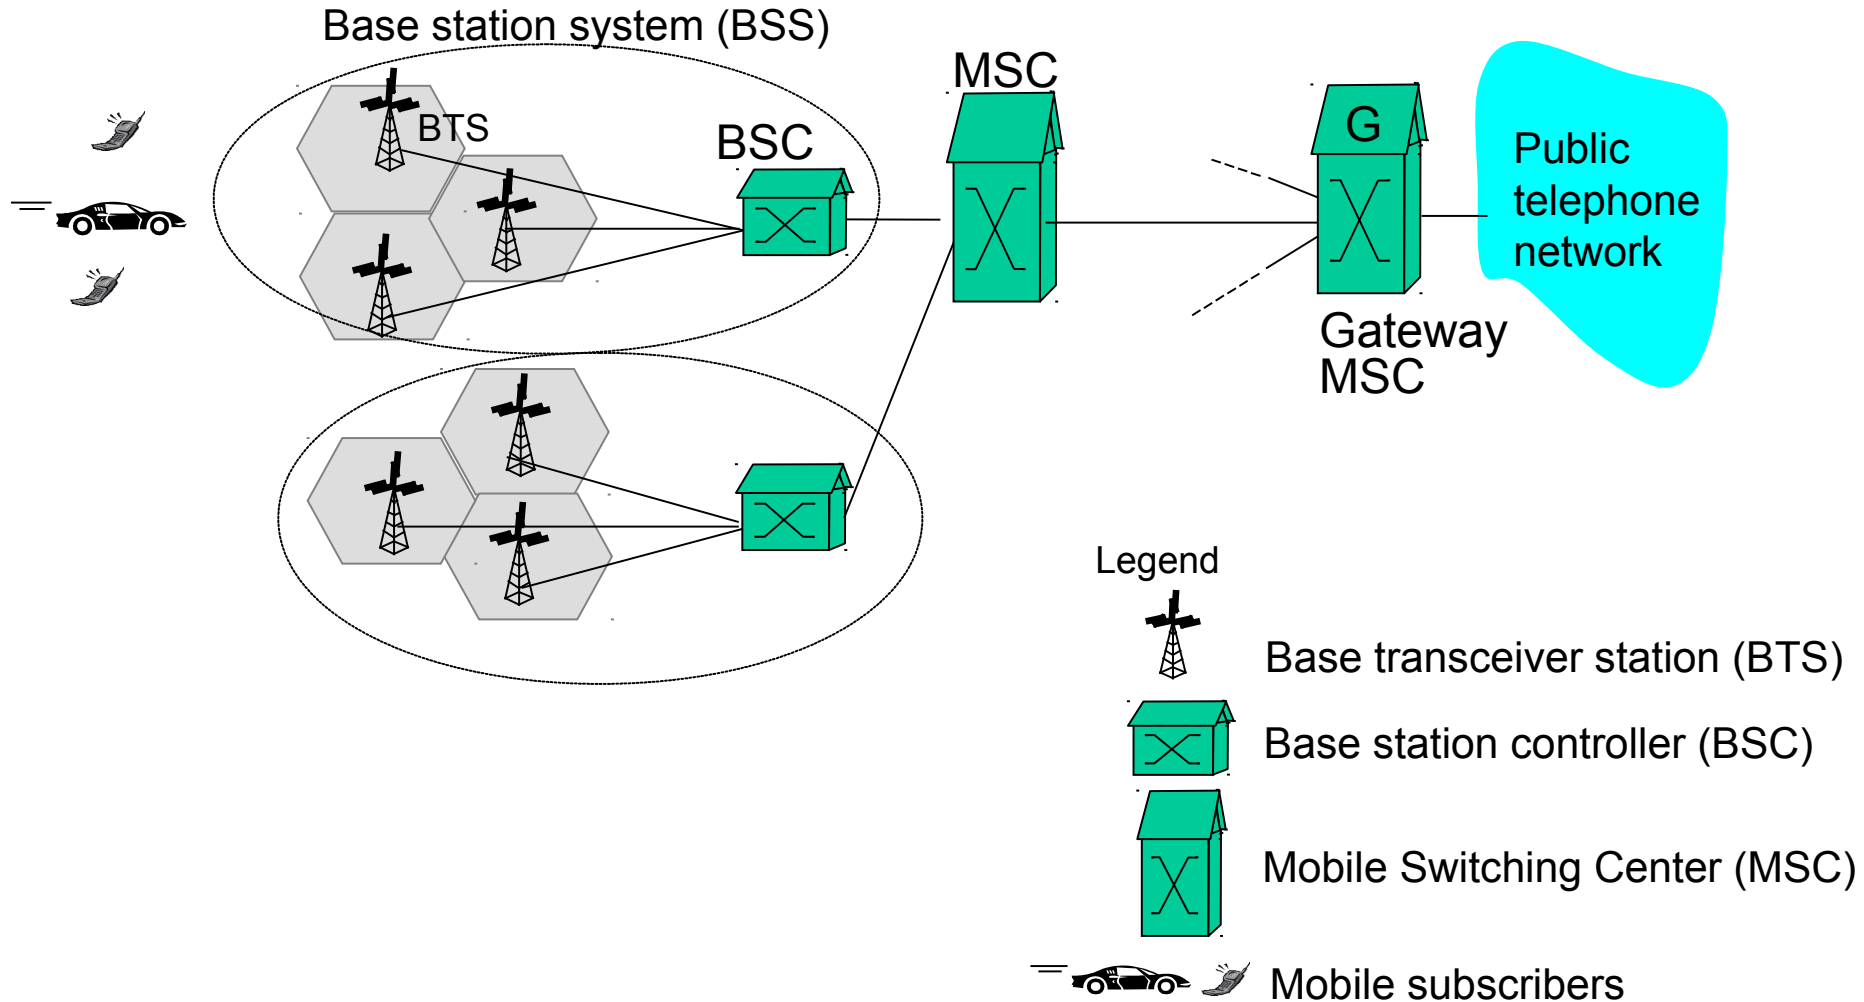 Base station system (BSS)
BTS
BSC
MSC
G
Gateway
MSC
Public
telephone
network
Legend
Base transceiver station (BTS)
Base station controller (BSC)
Mobile Switching Center (MSC)
Mobile subscribers